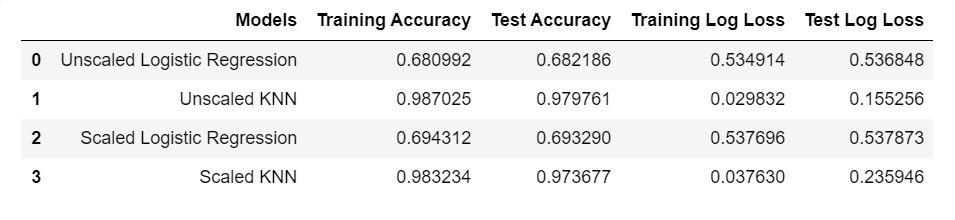 Models Training Accuracy Test Accuracy Training Log Loss Test Log Loss
0 Unscaled Logistic Regression 0.680992 0.682186 0.534914 0.536848
1 Unscaled KNN 0.987025 0.979761 0.029832 0.155256
2 Scaled Logistic Regression 0.694312 0.693290 0.537696 0.537873
3 Scaled KNN 0.983234 0.973677 0.037630 0.235946